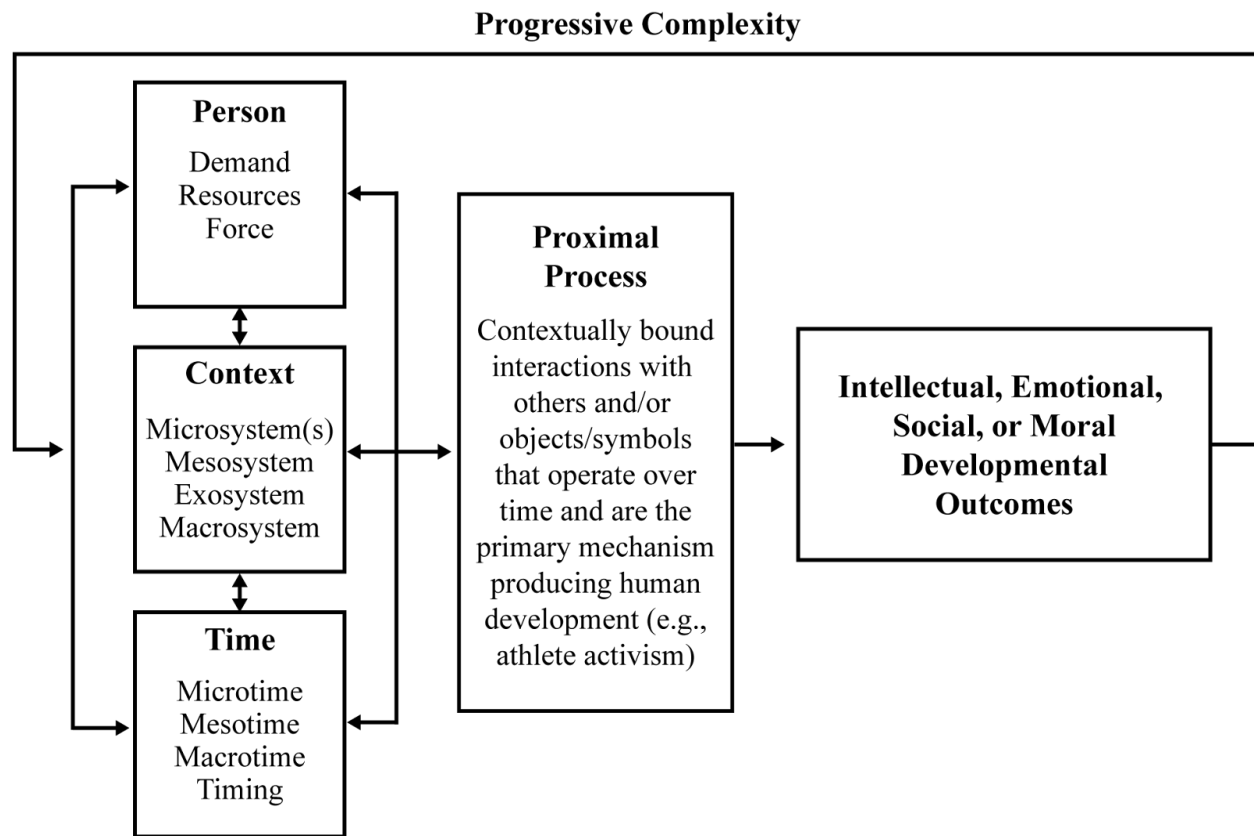 Progressive Complexity
Person
Demand
Resources
Force
Context
Microsystem(s)
Mesosystem
Exosystem
Macrosystem
Time
Microtime
Mesotime
Macrotime
Timing
Proximal
Process
Contextually bound
interactions with
others and/or
objects/symbols
that operate over
time and are the
primary mechanism
producing human
development (e.g.,
athlete activism)
Intellectual, Emotional,
Social, or Moral
Developmental
Outcomes